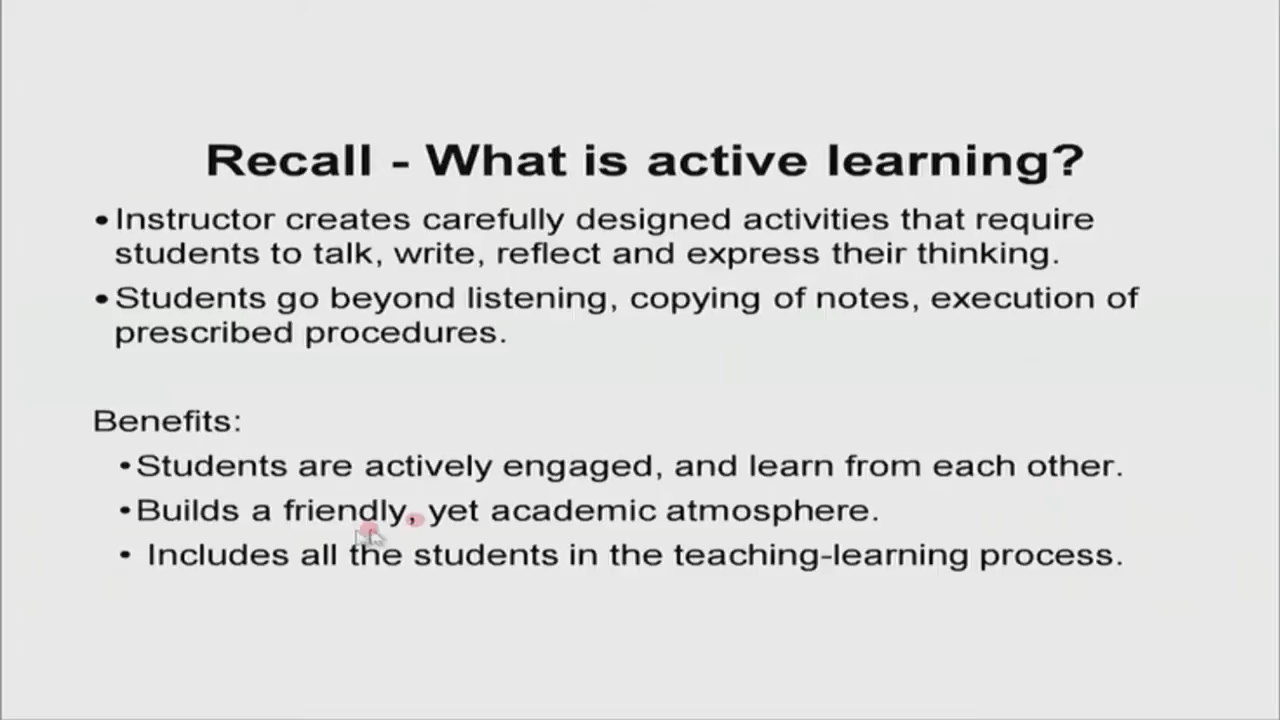 Recall - What is active learning?
•Instructor creates carefully designed activities that require
students to talk, write, reflect and express their thinking.
•Students go beyond listening, copying of notes, execution of
prescribed procedures.
Benefits:
•Students are actively engaged, and learn from each other.
•Builds a friendly, yet academic atmosphere.
• Includes all the students in the teaching-learning process.